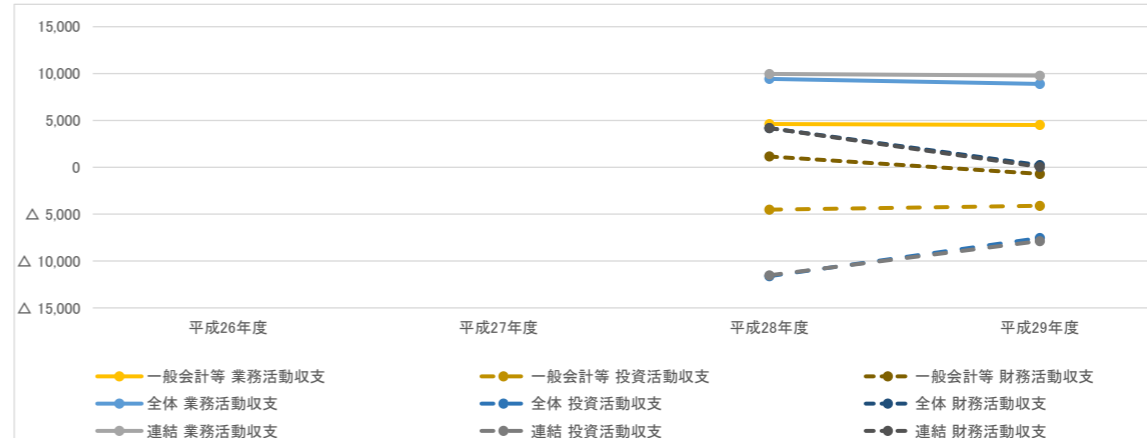 15,000
10,000
5,000
0
△ 5,000
△ 10,000
△ 15,000
平成26年度 平成27年度 平成28年度 平成29年度
一般会計等 業務活動収支 一般会計等 投資活動収支 一般会計等 財務活動収支
全体 業務活動収支 全体 投資活動収支 全体 財務活動収支
連結 業務活動収支 連結 投資活動収支 連結 財務活動収支